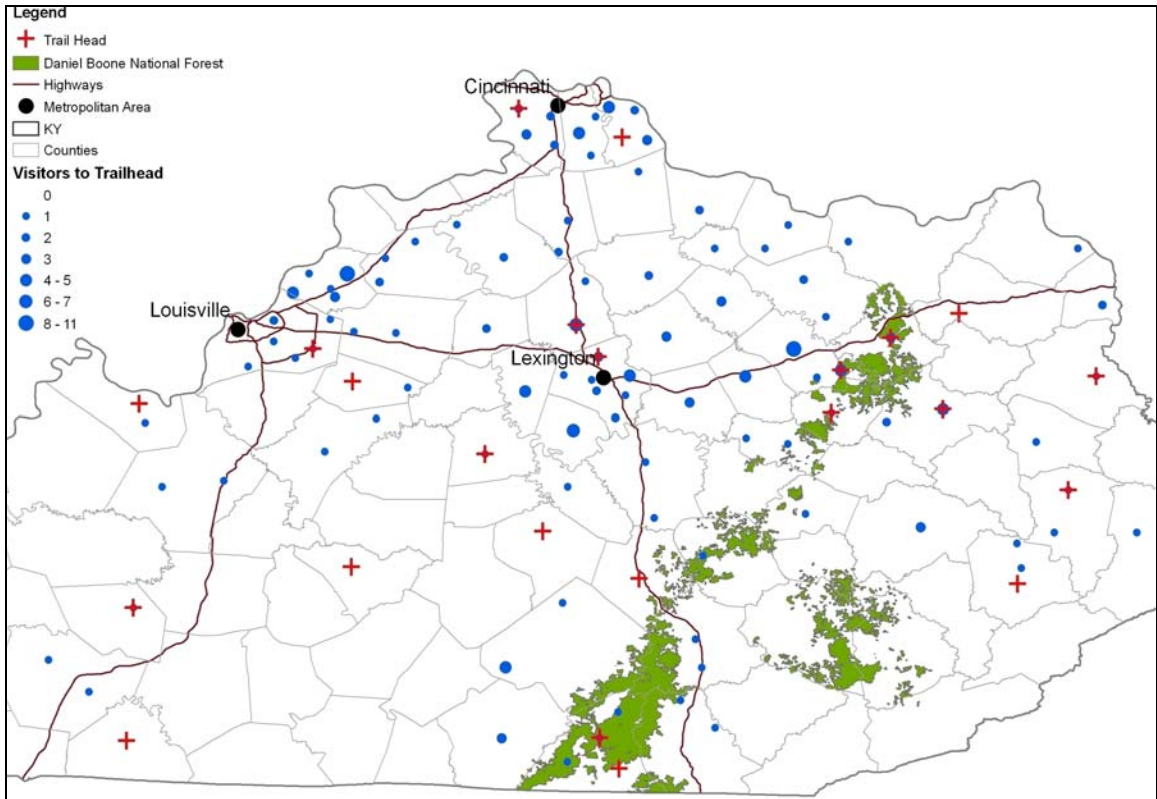 Legend
Trail Head
Daniel Boone National Forest
Highways
Metropolitan Area
KY
Counties
Visitors to Trailhead
0
1
2
3
4 - 5
6 - 7
8 - 11
Cincinnati
Louisville
Lexington